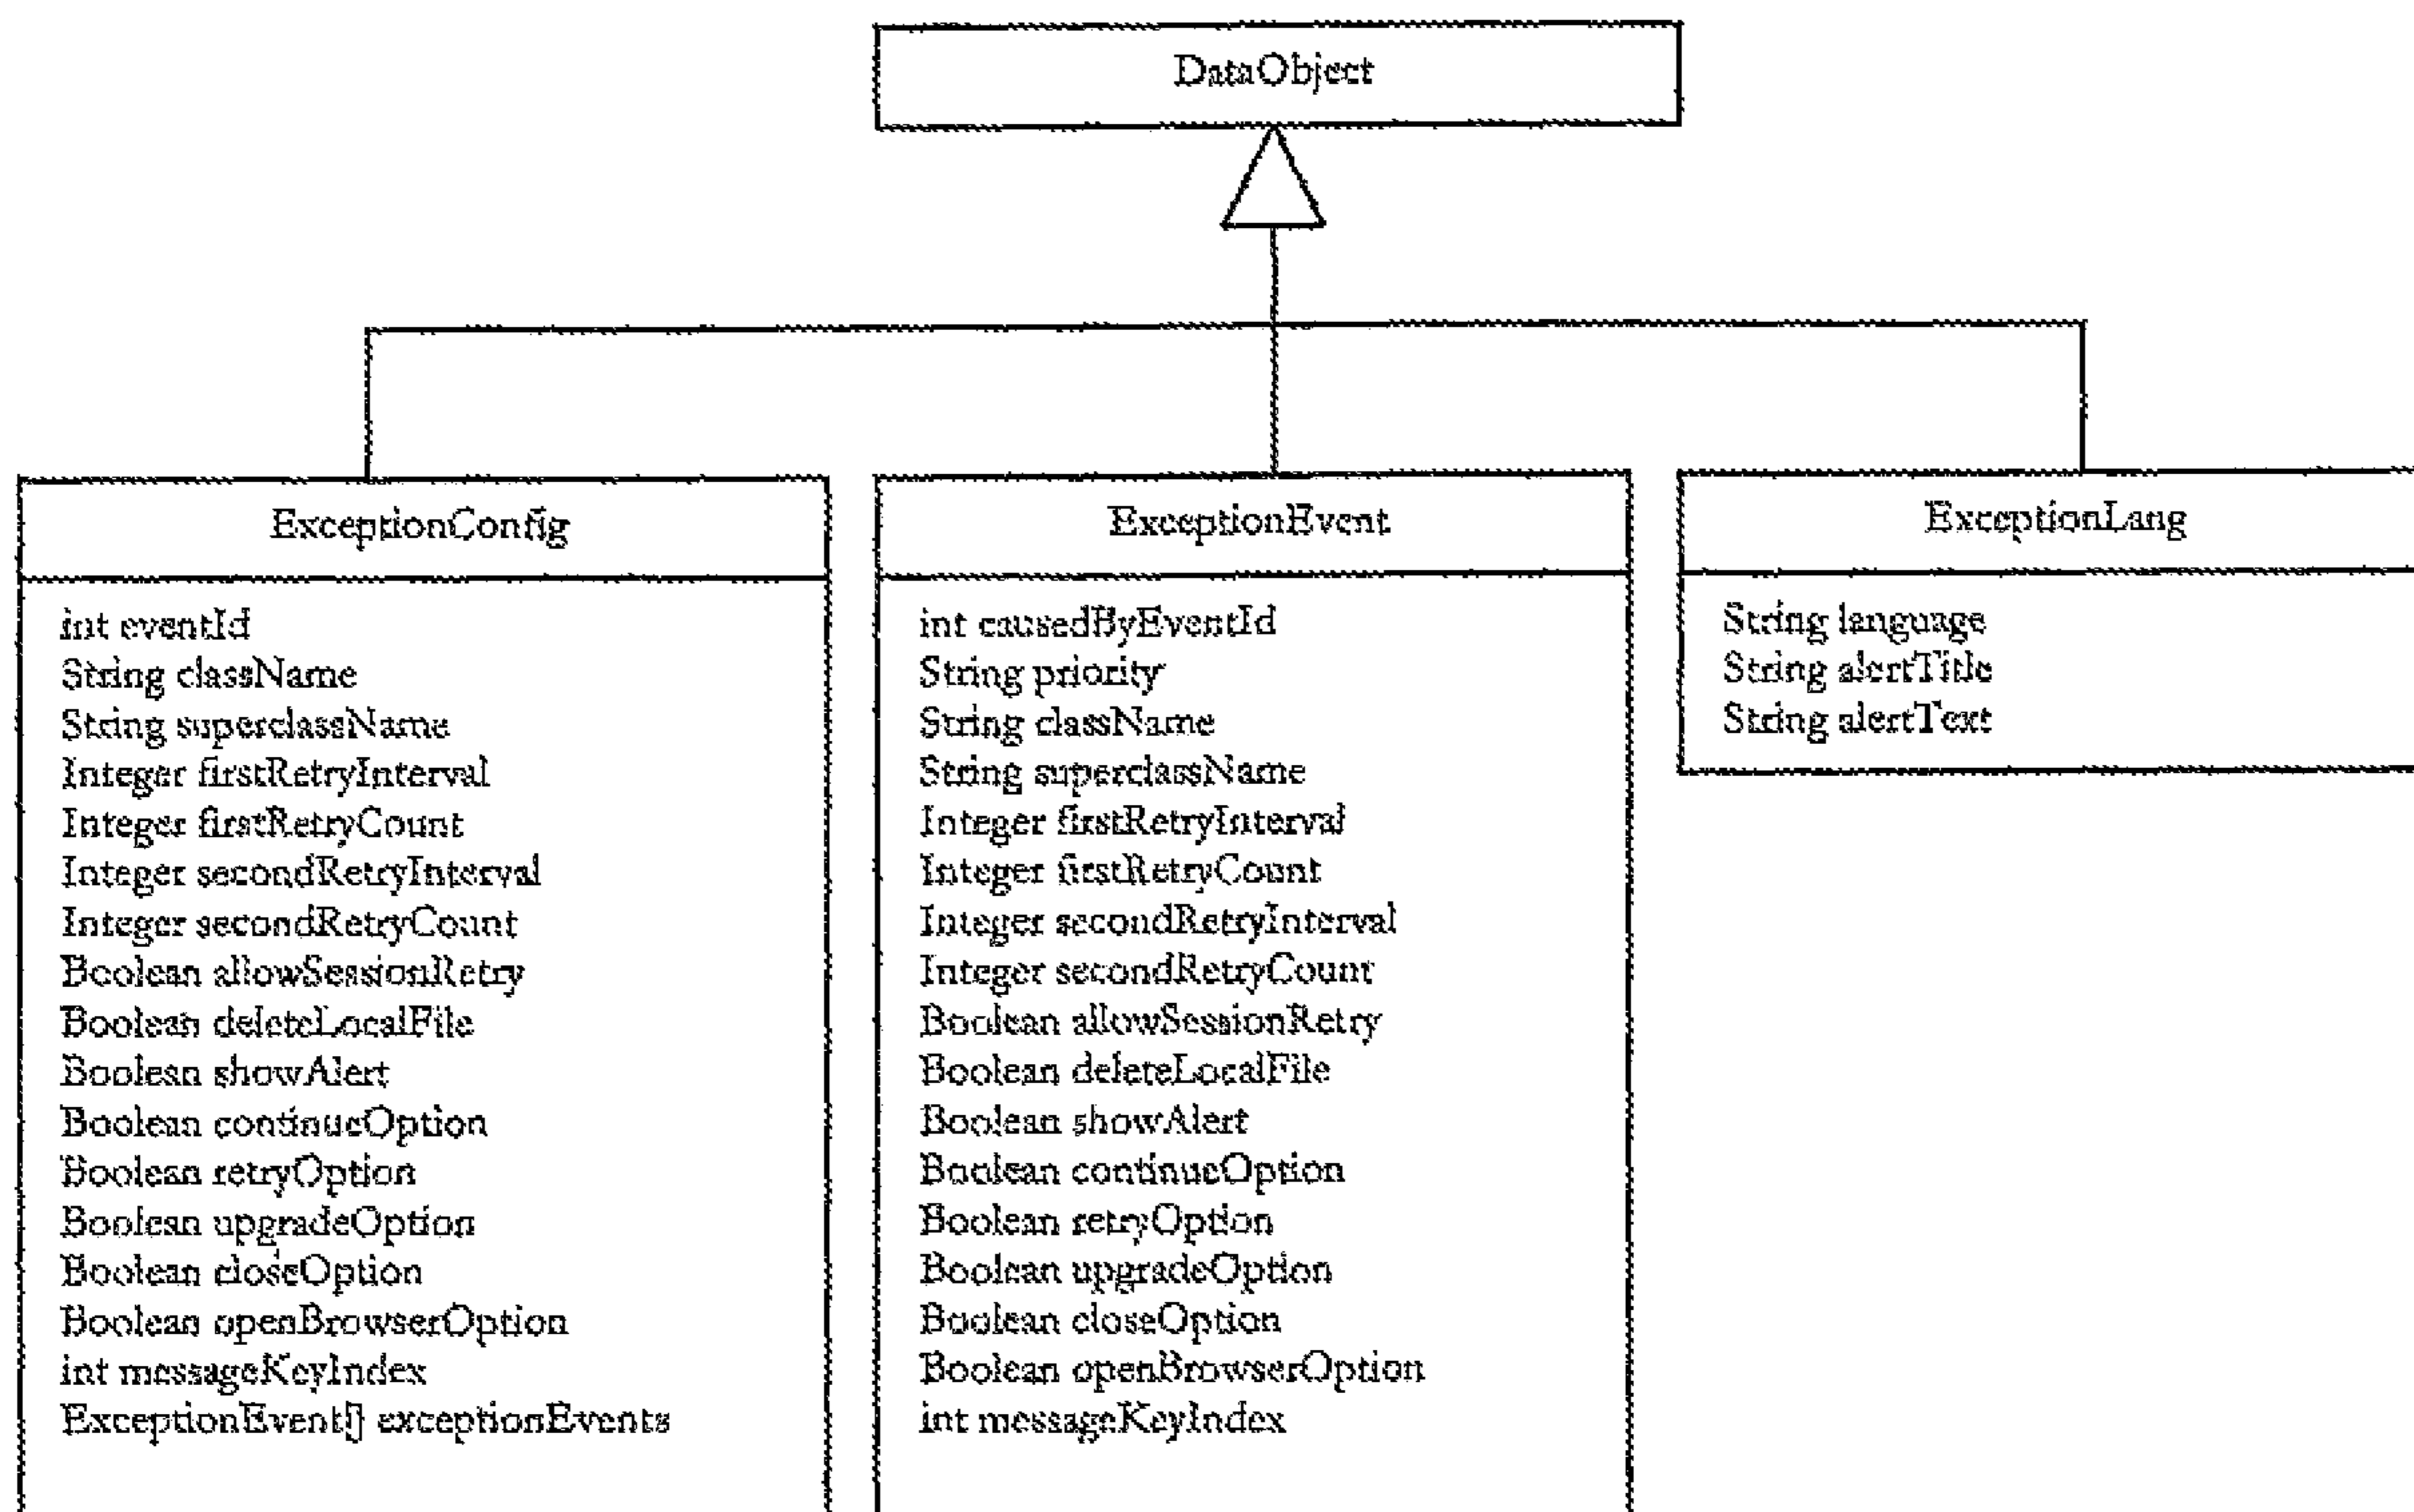 DataObject
ExceptionConfig
int eventId
String className
String superclassName
Integer firstRetryInterval
Integer firstRetryCount
Integer secondRetryInterval
Integer secondRetryCount
Boolean allowSessionRetry
Boolean deleteLocalFile
Boolean showAlert
Boolean continueOption
Boolean retryOption
Boolean upgradeOption
Boolean closeOption
Boolean openBrowserOption
int messageKeyIndex
ExceptionEvent[] exceptionEvents
ExceptionEvent
int causedByEventId
String priority
String className
String superclassName
Integer firstRetryInterval
Integer firstRetryCount
Integer secondRetryInterval
Integer secondRetryCount
Boolean allowSessionRetry
Boolean deleteLocalFile
Boolean showAlert
Boolean continueOption
Boolean retryOption
Boolean upgradeOption
Boolean closeOption
Boolean openBrowserOption
int messageKeyIndex
ExceptionLang
String language
String alertTitle
String alertText